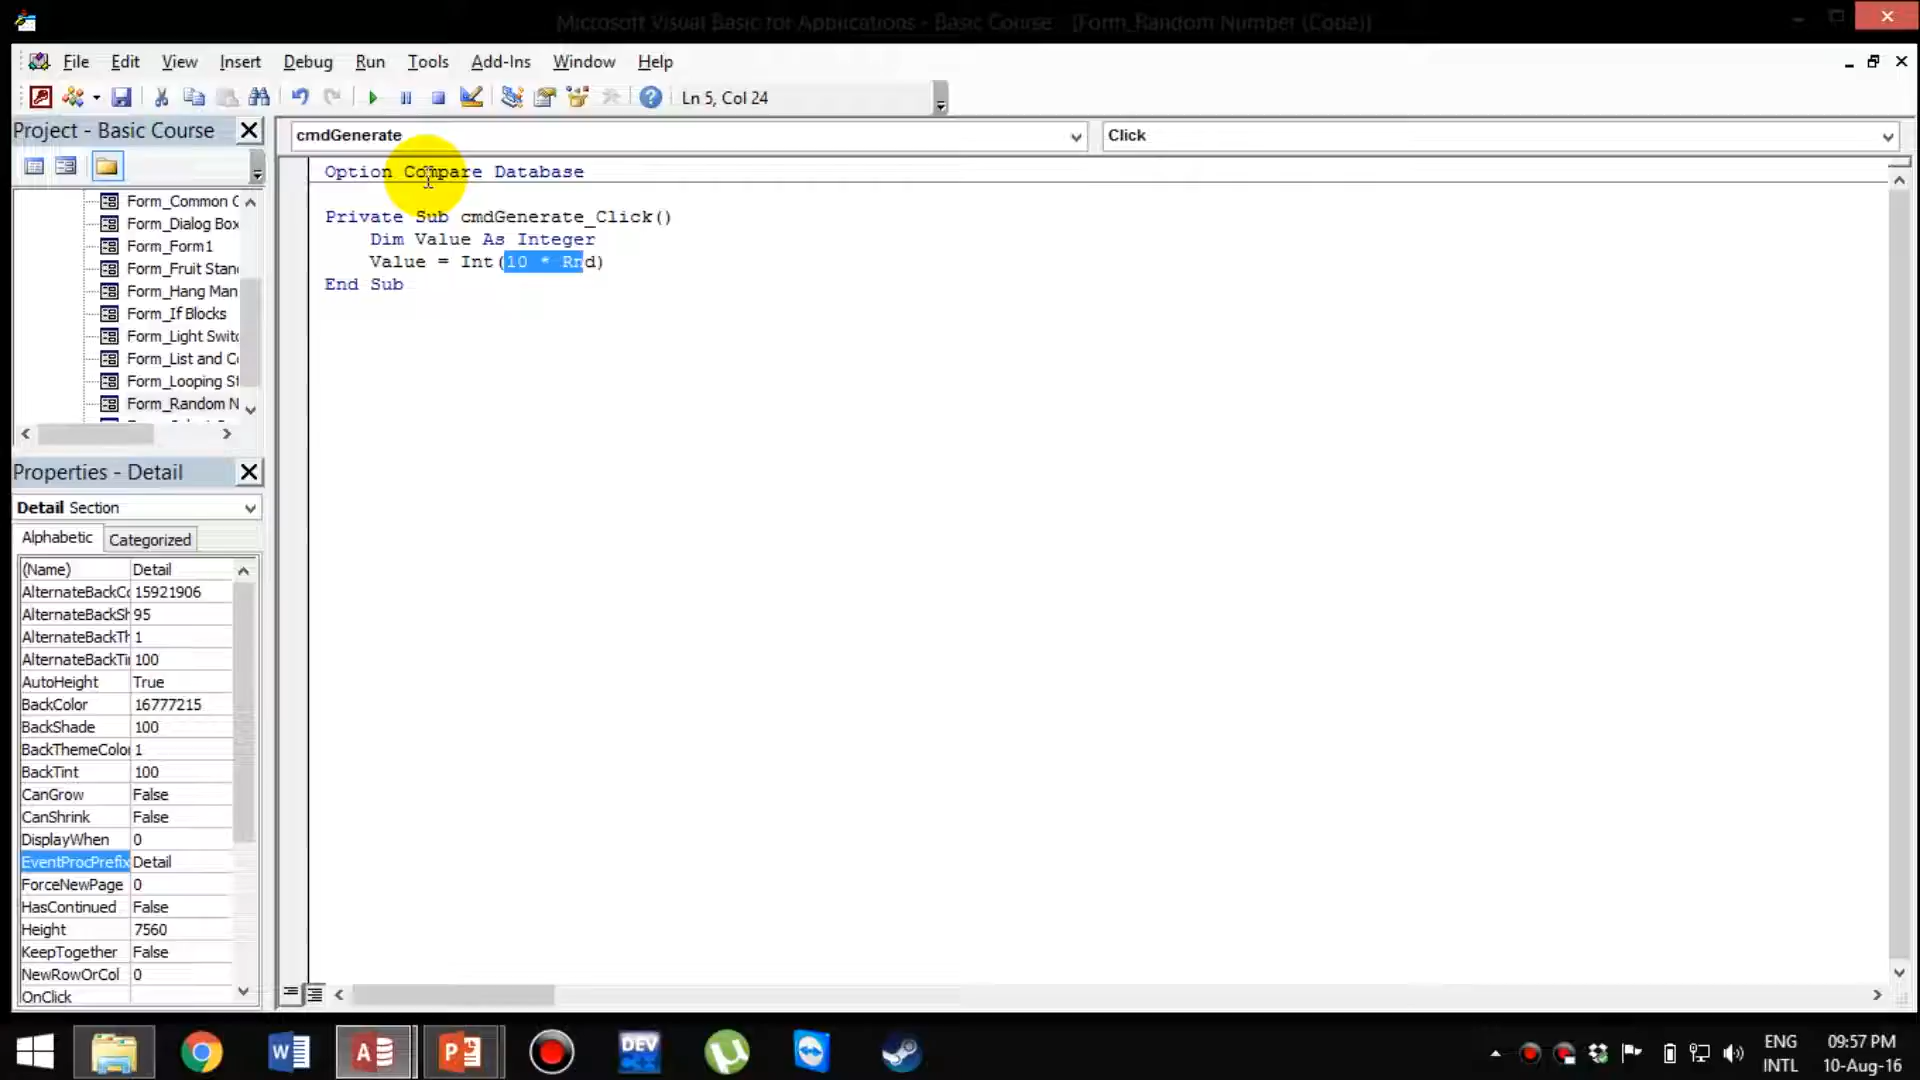 Microsoft Visual Basic for Applications - Basic Course - [Form_Random Number (Code)]
File Edit View Insert Debug Run Tools Add-Ins Window Help
Ln 5, Col 24
Project - Basic Course
cmdGenerate
Click
Form_Common C
Form_Dialog Box
Form_Form1
Form_Fruit Stan
Form_Hang Man
Form_If Blocks
Form_Light Swit
Form_List and C
Form_Looping St
Form_Random N
Option Compare Database
Private Sub cmdGenerate_Click()
Dim Value As Integer
Value = Int(10 * Rnd)
End Sub
Properties - Detail
Detail Section
Alphabetic Categorized
(Name) Detail
AlternateBackCo 15921906
AlternateBackSh 95
AlternateBackTh 1
AlternateBackTin 100
AutoHeight True
BackColor 16777215
BackShade 100
BackThemeColor 1
BackTint 100
CanGrow False
CanShrink False
DisplayWhen 0
EventProcPrefix Detail
ForceNewPage 0
HasContinued False
Height 7560
KeepTogether False
NewRowOrCol 0
OnClick
DEV
ENG
INTL
09:57 PM
10-Aug-16